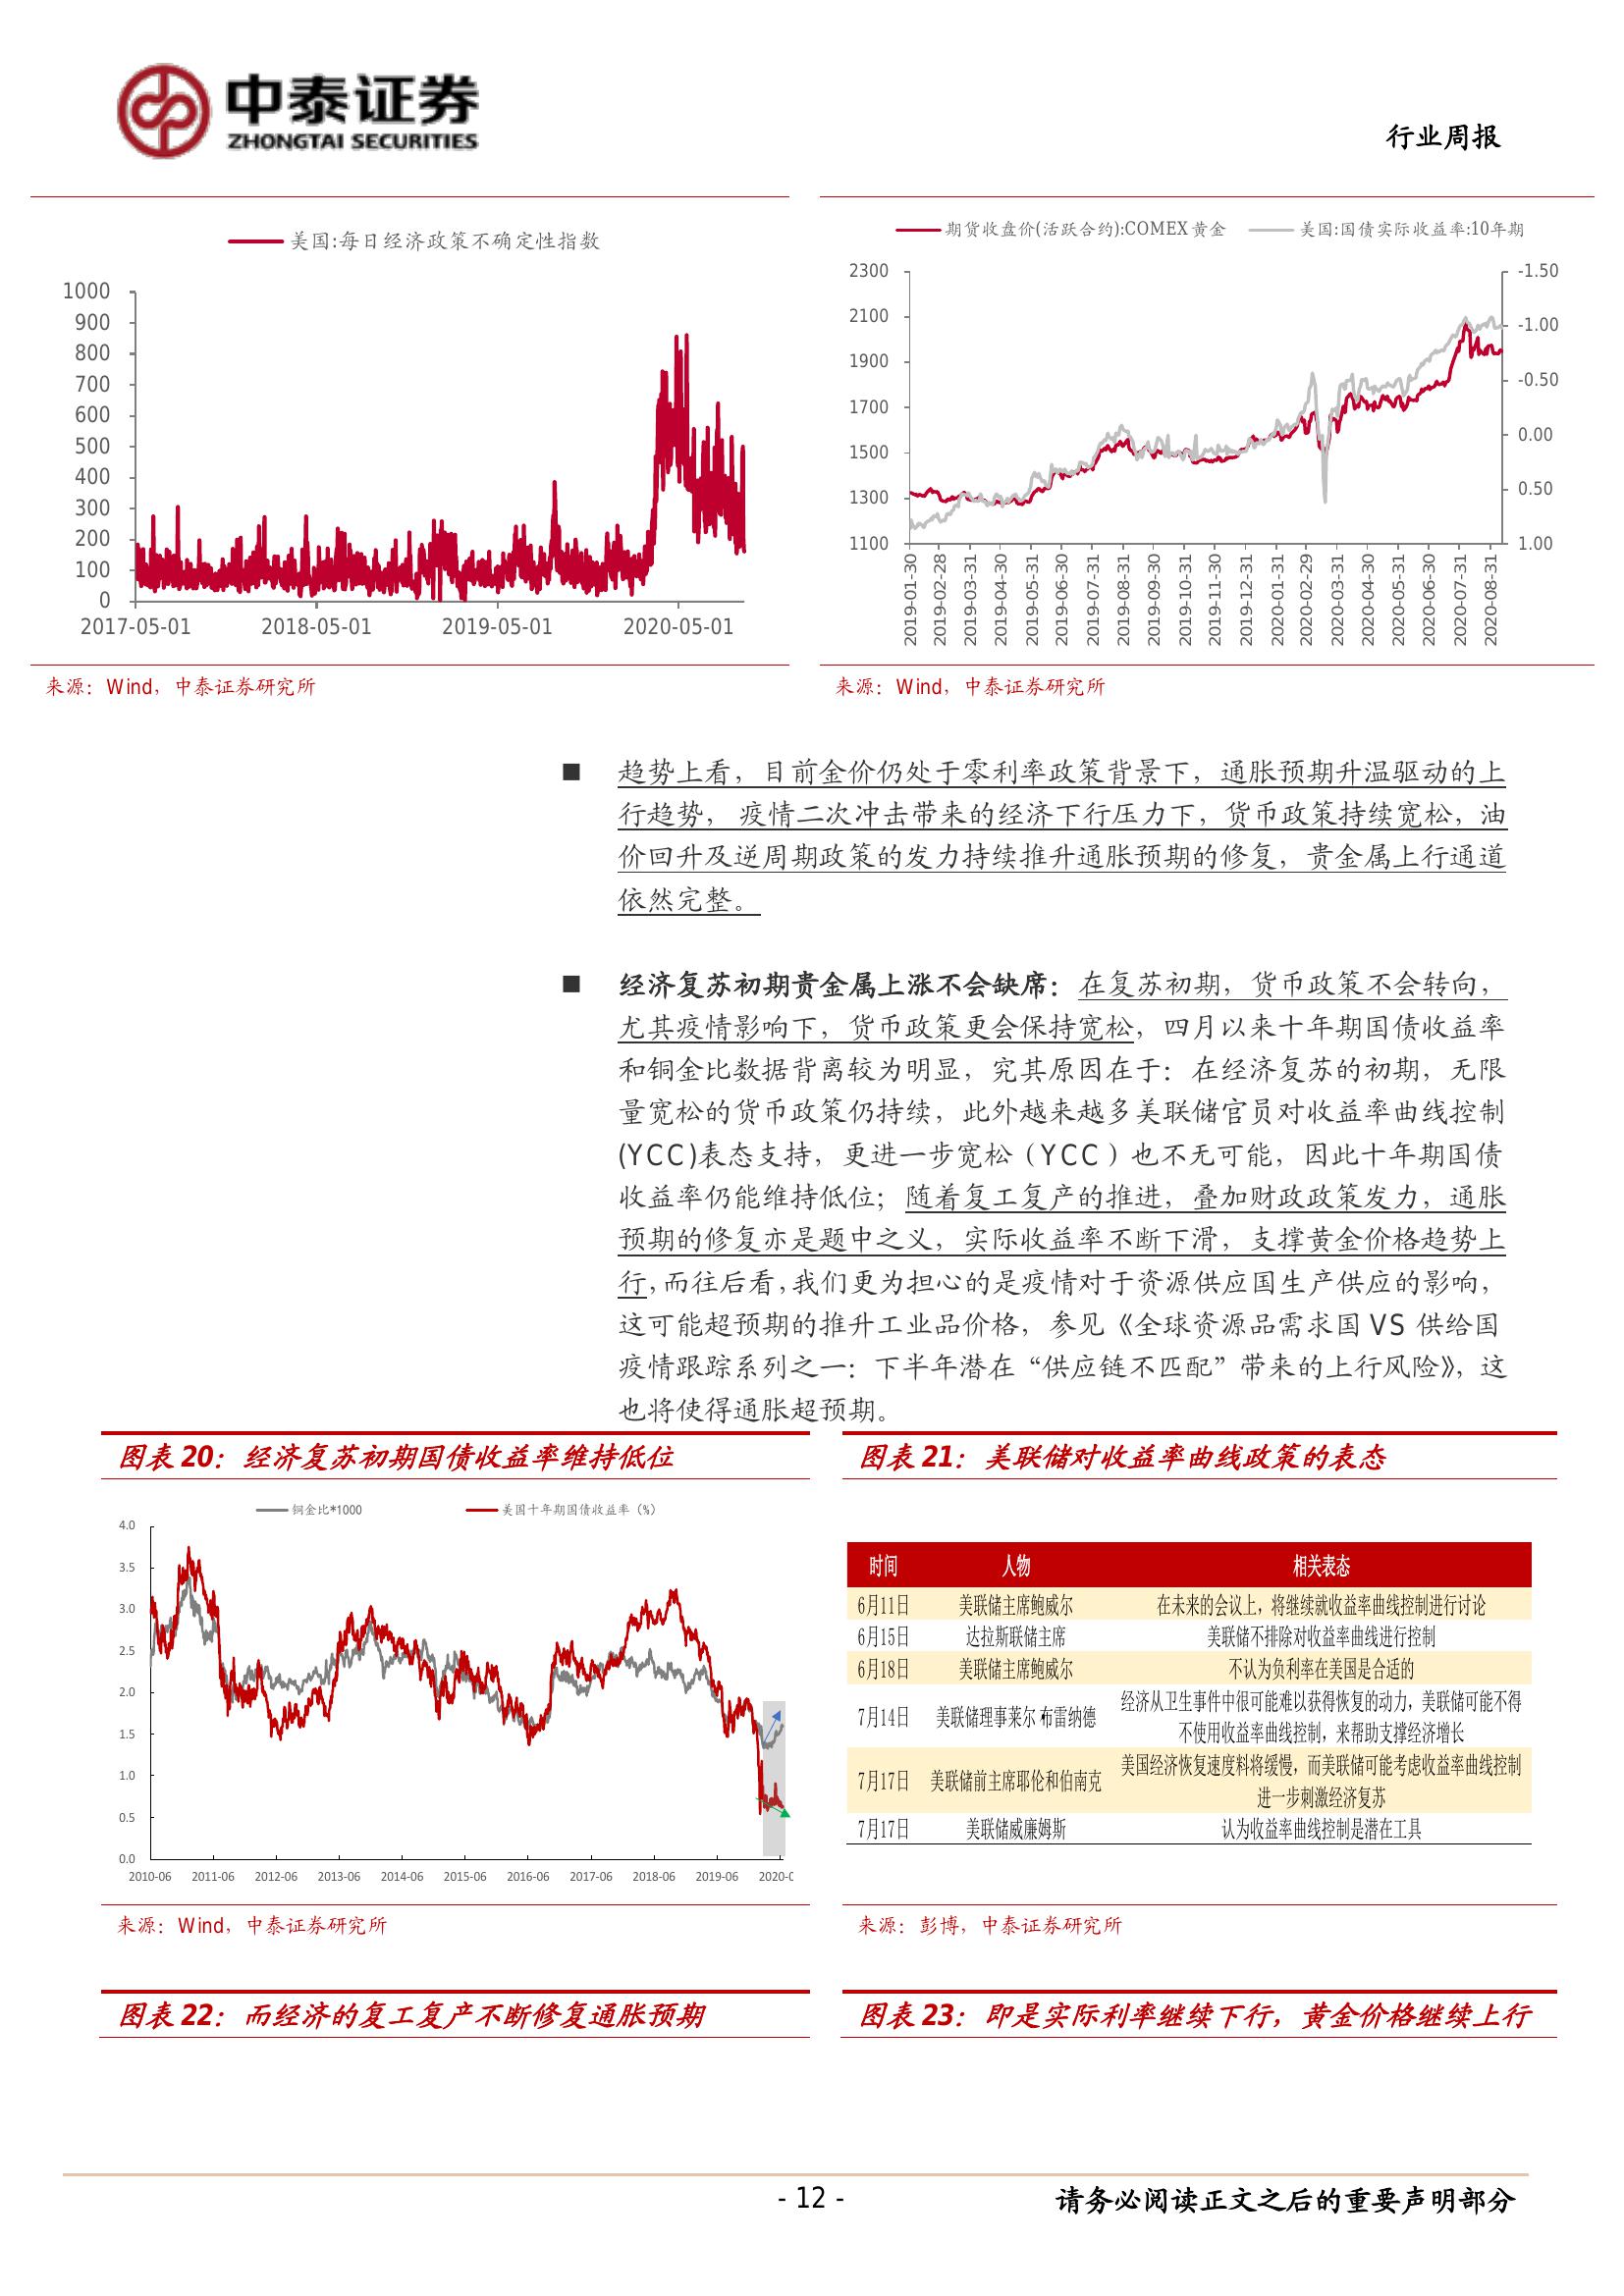 中泰证券
ZHONGTAI SECURITIES
行业周报
美国:每日经济政策不确定性指数
1000
900
800
700
600
500
400
300
200
100
0
2017-05-01 2018-05-01 2019-05-01 2020-05-01
来源：Wind，中泰证券研究所
期货收盘价(活跃合约):COMEX黄金 美国:国债实际收益率:10年期
2300 -1.50
2100 -1.00
1900 -0.50
1700 0.00
1500 0.50
1300 1.00
1100
2019-01-30
2019-02-28
2019-03-31
2019-04-30
2019-05-31
2019-06-30
2019-07-31
2019-08-31
2019-09-30
2019-10-31
2019-11-30
2019-12-31
2020-01-31
2020-02-29
2020-03-31
2020-04-30
2020-05-31
2020-06-30
2020-07-31
2020-08-31
来源：Wind，中泰证券研究所
■ 趋势上看，目前金价仍处于零利率政策背景下，通胀预期升温驱动的上
行趋势， 疫情二次冲击带来的经济下行压力下，货币政策持续宽松，油
价回升及逆周期政策的发力持续推升通胀预期的修复，贵金属上行通道
依然完整。
■ 经济复苏初期贵金属上涨不会缺席：在复苏初期，货币政策不会转向，
尤其疫情影响下，货币政策更会保持宽松，四月以来十年期国债收益率
和铜金比数据背离较为明显，究其原因在于：在经济复苏的初期，无限
量宽松的货币政策仍持续，此外越来越多美联储官员对收益率曲线控制
(YCC)表态支持，更进一步宽松（YCC）也不无可能，因此十年期国债
收益率仍能维持低位；随着复工复产的推进，叠加财政政策发力，通胀
预期的修复亦是题中之义，实际收益率不断下滑，支撑黄金价格趋势上
行，而往后看，我们更为担心的是疫情对于资源供应国生产供应的影响，
这可能超预期的推升工业品价格，参见《全球资源品需求国 VS 供给国
疫情跟踪系列之一：下半年潜在“供应链不匹配”带来的上行风险》，这
也将使得通胀超预期。
图表 20：经济复苏初期国债收益率维持低位
铜金比*1000 美国十年期国债收益率（%）
4.0
3.5
3.0
2.5
2.0
1.5
1.0
0.5
0.0
2010-06 2011-06 2012-06 2013-06 2014-06 2015-06 2016-06 2017-06 2018-06 2019-06 2020-0
来源：Wind，中泰证券研究所
图表 21：美联储对收益率曲线政策的表态
时间 人物 相关表态
6月11日 美联储主席鲍威尔 在未来的会议上，将继续就收益率曲线控制进行讨论
6月15日 达拉斯联储主席 美联储不排除对收益率曲线进行控制
6月18日 美联储主席鲍威尔 不认为负利率在美国是合适的
7月14日 美联储理事莱尔·布雷纳德 经济从卫生事件中很可能难以获得恢复的动力，美联储可能不得
不使用收益率曲线控制，来帮助支撑经济增长
7月17日 美联储前主席耶伦和伯南克 美国经济恢复速度料将缓慢，而美联储可能考虑收益率曲线控制
进一步刺激经济复苏
7月17日 美联储威廉姆斯 认为收益率曲线控制是潜在工具
来源：彭博，中泰证券研究所
图表 22：而经济的复工复产不断修复通胀预期
图表 23：即是实际利率继续下行，黄金价格继续上行
- 12 -
请务必阅读正文之后的重要声明部分